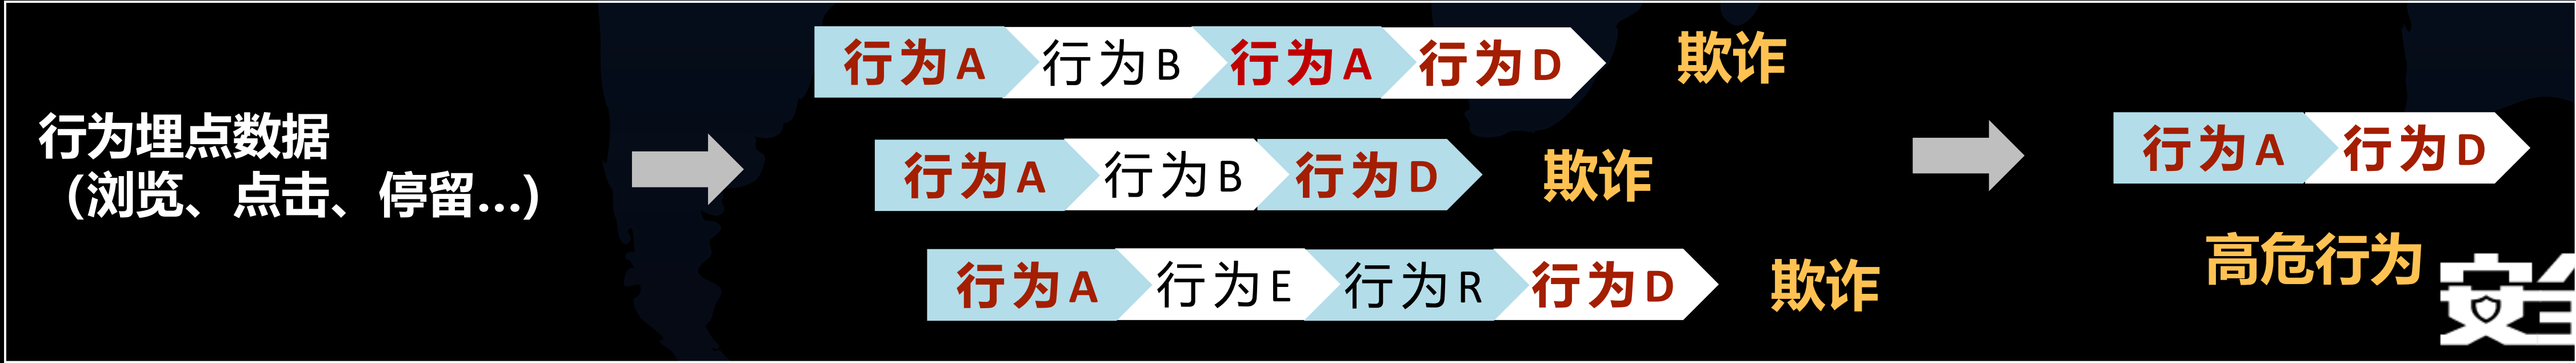 行为A 行为B 行为A 行为D 欺诈
行为埋点数据
（浏览、点击、停留...）
行为A 行为B 行为D 欺诈
行为A 行为D
行为A 行为E 行为R 行为D 欺诈
高危行为
安全